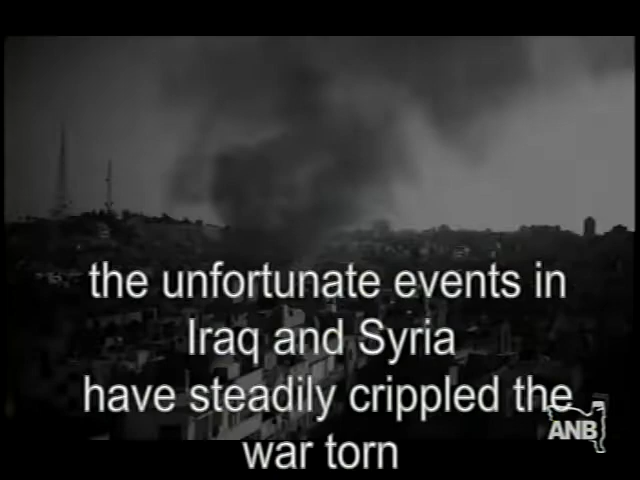 the unfortunate events in
Iraq and Syria
have steadily crippled the
war torn
ANB